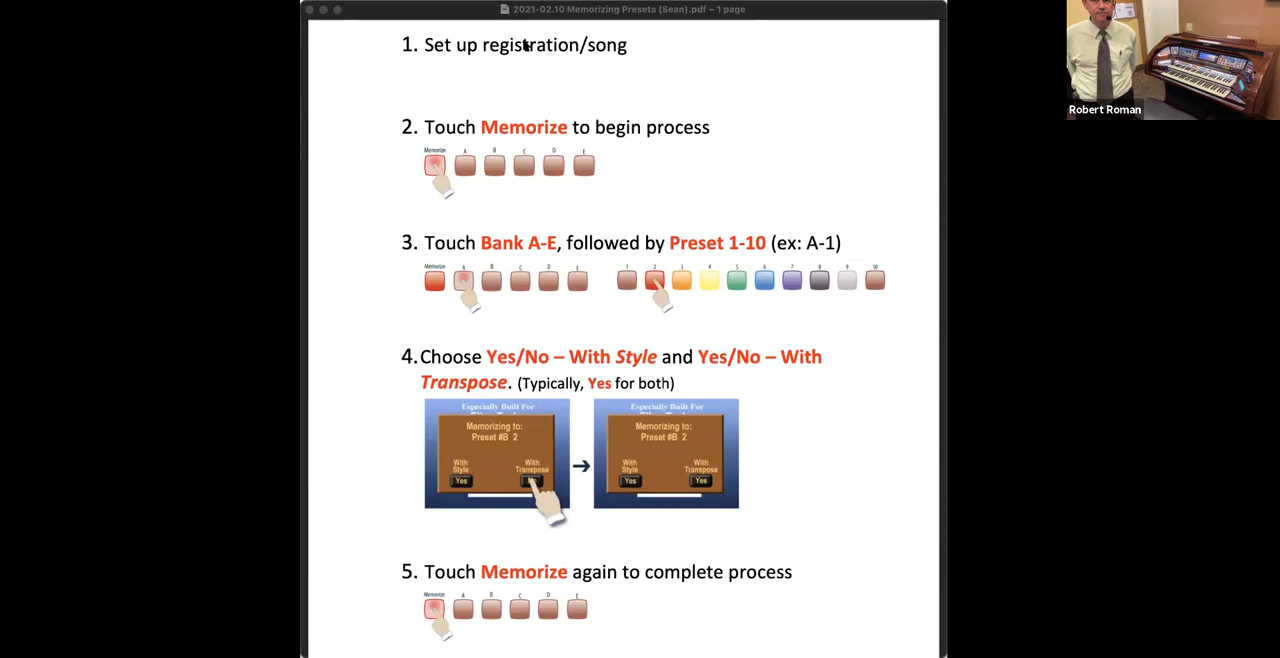 2021-02.10 Memorizing Presets (Sean).pdf – 1 page
Robert Roman
1. Set up registration/song
2. Touch Memorize to begin process
Memorize A B C D E
3. Touch Bank A-E, followed by Preset 1-10 (ex: A-1)
Memorize A B C D E 1 2 3 4 5 6 7 8 9 10
4. Choose Yes/No – With Style and Yes/No – With
Transpose. (Typically, Yes for both)
Especially Built For
Memorizing to:
Preset #B 2
With
Style
Yes
With
Transpose
Especially Built For
Memorizing to:
Preset #B 2
With
Style
Yes
With
Transpose
Yes
5. Touch Memorize again to complete process
Memorize A B C D E